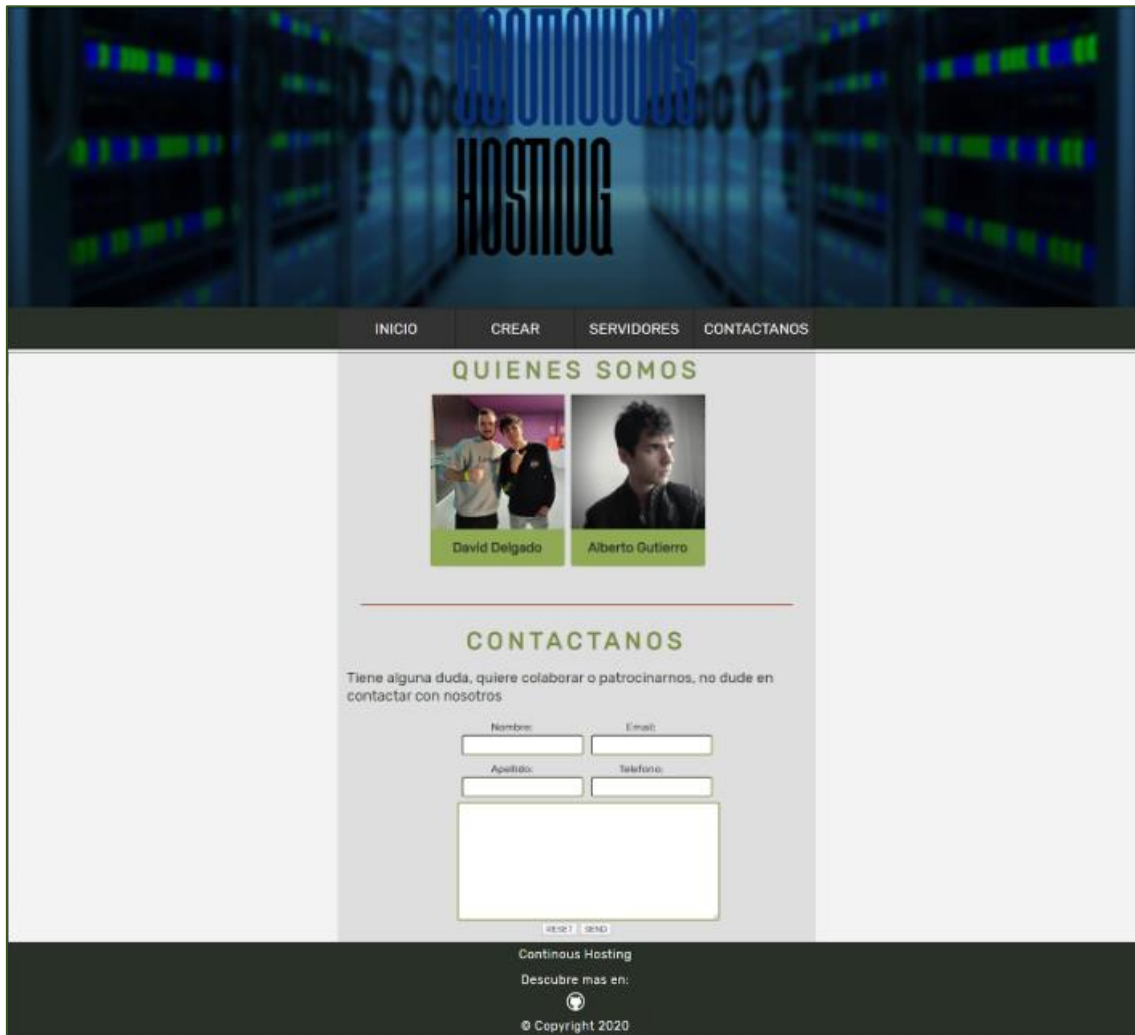 CONTINOUOUS
HOSTING
INICIO CREAR SERVIDORES CONTACTANOS
QUIENES SOMOS
David Delgado Alberto Gutierro
CONTACTANOS
Tiene alguna duda, quiere colaborar o patrocinarnos, no dude en
contactar con nosotros
Nombre: Email:
Apellido: Telefono:
RESET SEND
Continous Hosting
Descubre mas en:
© Copyright 2020